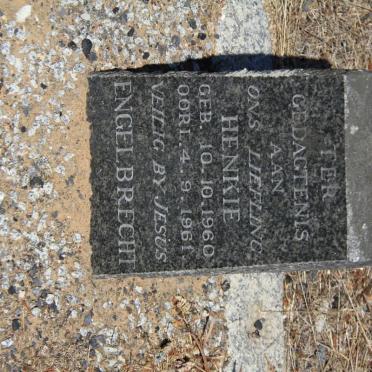 TER
GEDAGTENIS
AAN
ONS LIEFLING
HENKIE
GEB. 10.10.1960
OORL. 4.9.1961
VEILIG BY JESUS
ENGELBRECHT